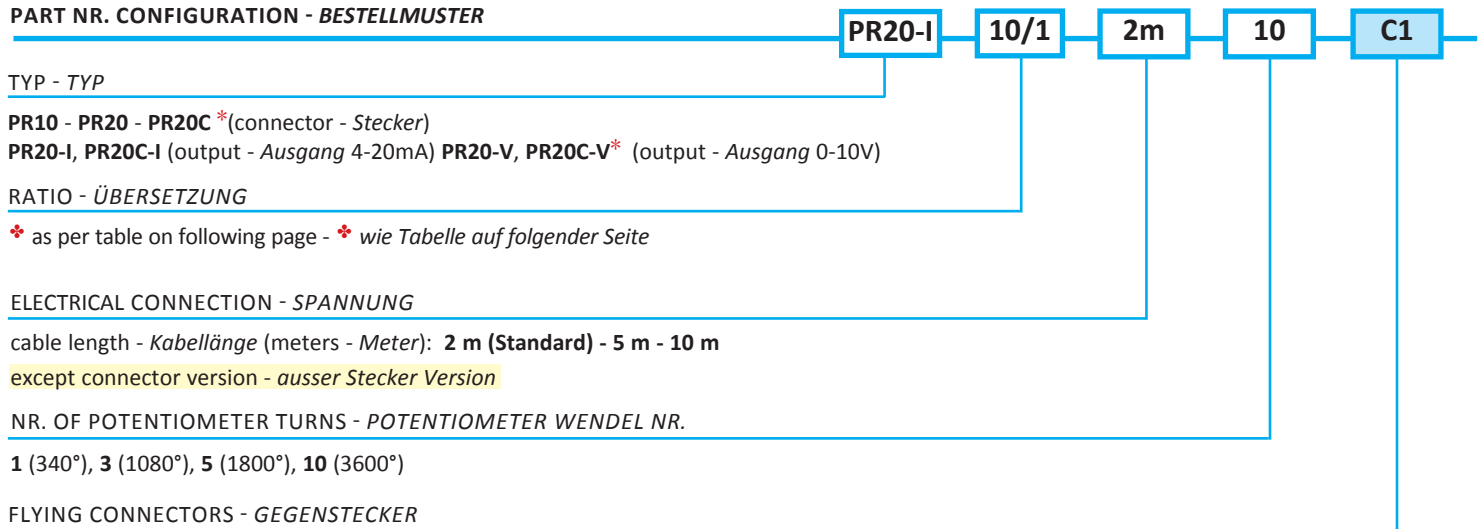 PART NR. CONFIGURATION - BESTELLMUSTER
PR20-I 10/1 2m 10 C1
TYP - TYP
PR10 - PR20 - PR20C *(connector - Stecker)
PR20-I, PR20C-I (output - Ausgang 4-20mA) PR20-V, PR20C-V* (output - Ausgang 0-10V)
RATIO - ÜBERSETZUNG
✤ as per table on following page - ✤ wie Tabelle auf folgender Seite
ELECTRICAL CONNECTION - SPANNUNG
cable length - Kabellänge (meters - Meter): 2 m (Standard) - 5 m - 10 m
except connector version - ausser Stecker Version
NR. OF POTENTIOMETER TURNS - POTENTIOMETER WENDEL NR.
1 (340°), 3 (1080°), 5 (1800°), 10 (3600°)
FLYING CONNECTORS - GEGENSTECKER